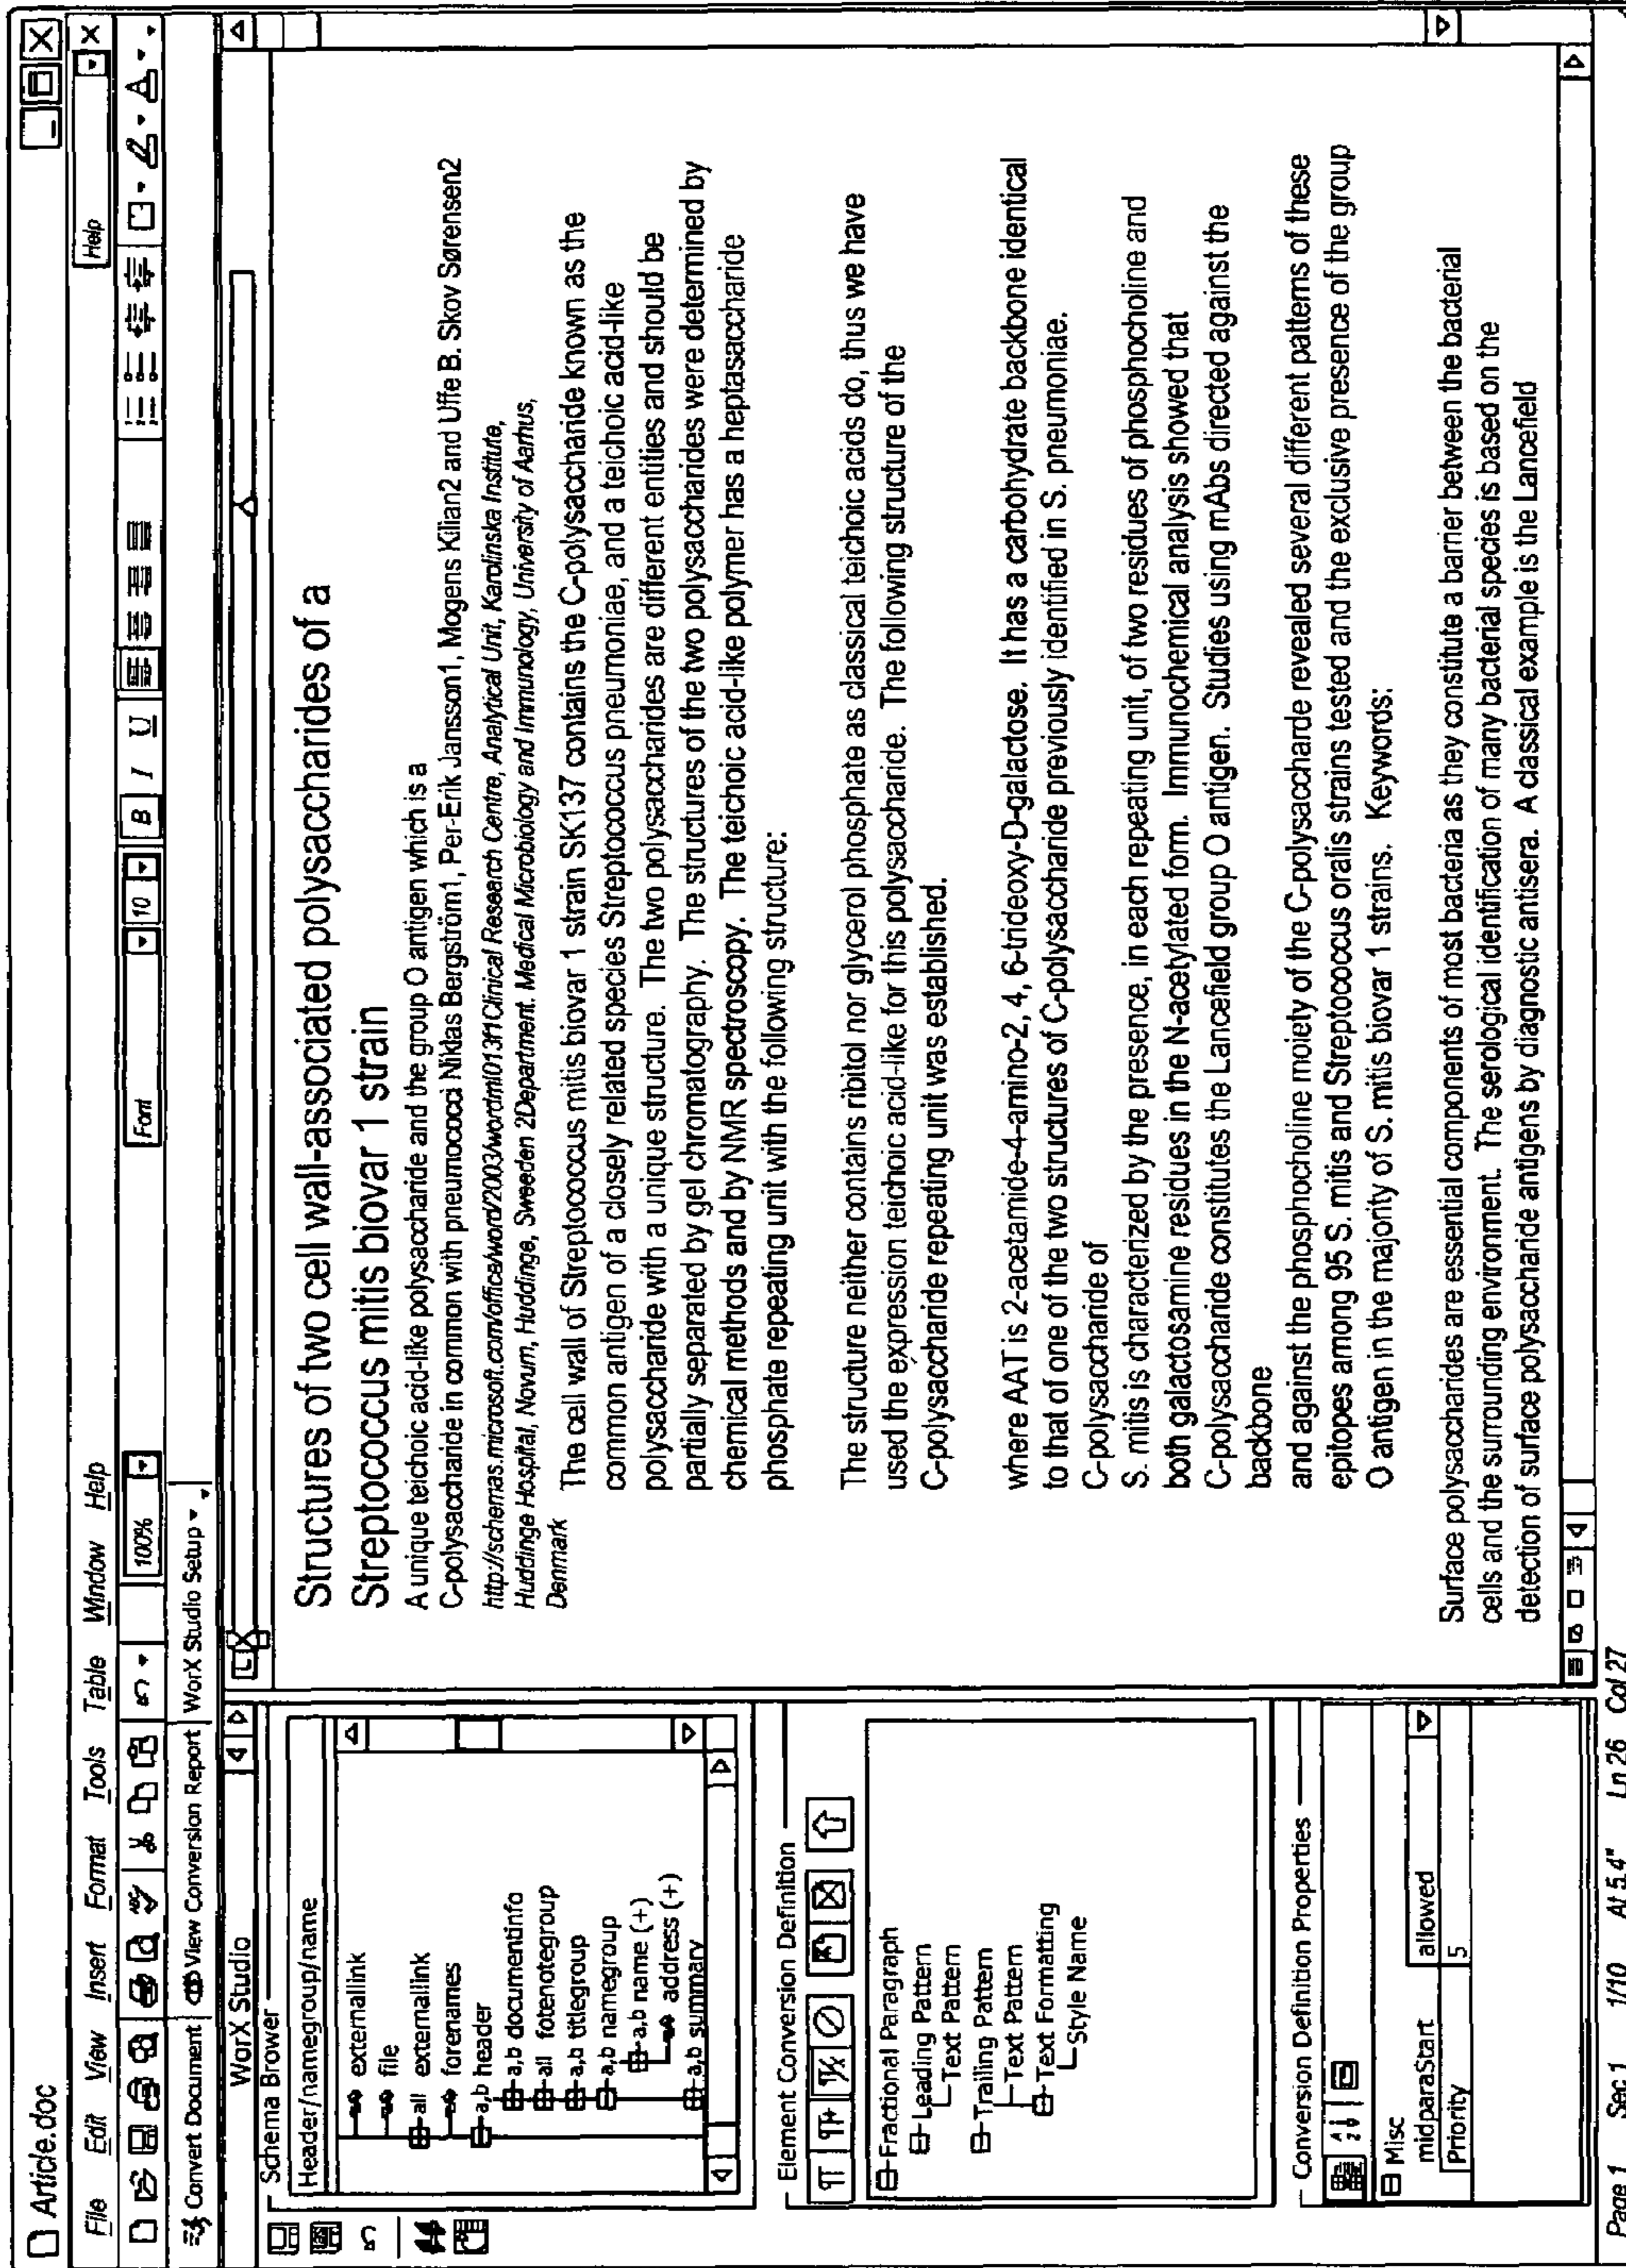 Article.doc
File Edit View Insert Format Tools Table Window Help
Help
100%
Font
10
B I U
Convert Document View Conversion Report WorX Studio Setup
WorX Studio
Schema Brower
Header/namegroup/name
externallink
file
all externallink
forenames
a,b header
a,b documentinfo
all fotenotegroup
a,b titlegroup
a,b namegroup
a,b name (+)
address (+)
a,b summary
Element Conversion Definition
Fractional Paragraph
Leading Pattern
Text Pattern
Trailing Pattern
Text Pattern
Text Formatting
Style Name
Conversion Definition Properties
Misc
midparaStart allowed
Priority 5
L
Structures of two cell wall-associated polysaccharides of a
Streptococcus mitis biovar 1 strain
A unique teichoic acid-like polysaccharide and the group O antigen which is a
C-polysaccharide in common with pneumococci Niklas Bergström1, Per-Erik Jansson1, Mogens Kilian2 and Uffe B. Skov Sørensen2
http://schemas.microsoft.com/office/word/2003/wordml013f1Clinical Research Centre, Analytical Unit, Karolinska Institute,
Huddinge Hospital, Novum, Huddinge, Sweeden 2Department. Medical Microbiology and Immunology, University of Aarhus,
Denmark
The cell wall of Streptococcus mitis biovar 1 strain SK137 contains the C-polysaccharide known as the
common antigen of a closely related species Streptococcus pneumoniae, and a teichoic acid-like
polysaccharide with a unique structure. The two polysaccharides are different entities and should be
partially separated by gel chromatography. The structures of the two polysaccharides were determined by
chemical methods and by NMR spectroscopy. The teichoic acid-like polymer has a heptasaccharide
phosphate repeating unit with the following structure:
The structure neither contains ribitol nor glycerol phosphate as classical teichoic acids do, thus we have
used the expression teichoic acid-like for this polysaccharide. The following structure of the
C-polysaccharide repeating unit was established.
where AAT is 2-acetamide-4-amino-2, 4, 6-trideoxy-D-galactose. It has a carbohydrate backbone identical
to that of one of the two structures of C-polysaccharide previously identified in S. pneumoniae.
C-polysaccharide of
S. mitis is characterized by the presence, in each repeating unit, of two residues of phosphocholine and
both galactosamine residues in the N-acetylated form. Immunochemical analysis showed that
C-polysaccharide constitutes the Lancefield group O antigen. Studies using mAbs directed against the
backbone
and against the phosphocholine moiety of the C-polysaccharde revealed several different patterns of these
epitopes among 95 S. mitis and Streptococcus oralis strains tested and the exclusive presence of the group
O antigen in the majority of S. mitis biovar 1 strains. Keywords:
Surface polysaccharides are essential components of most bacteria as they constitute a barrier between the bacterial
cells and the surrounding environment. The serological identification of many bacterial species is based on the
detection of surface polysaccharide antigens by diagnostic antisera. A classical example is the Lancefield
Page 1 Sec 1 1/10 At 5.4" Ln 26 Col 27